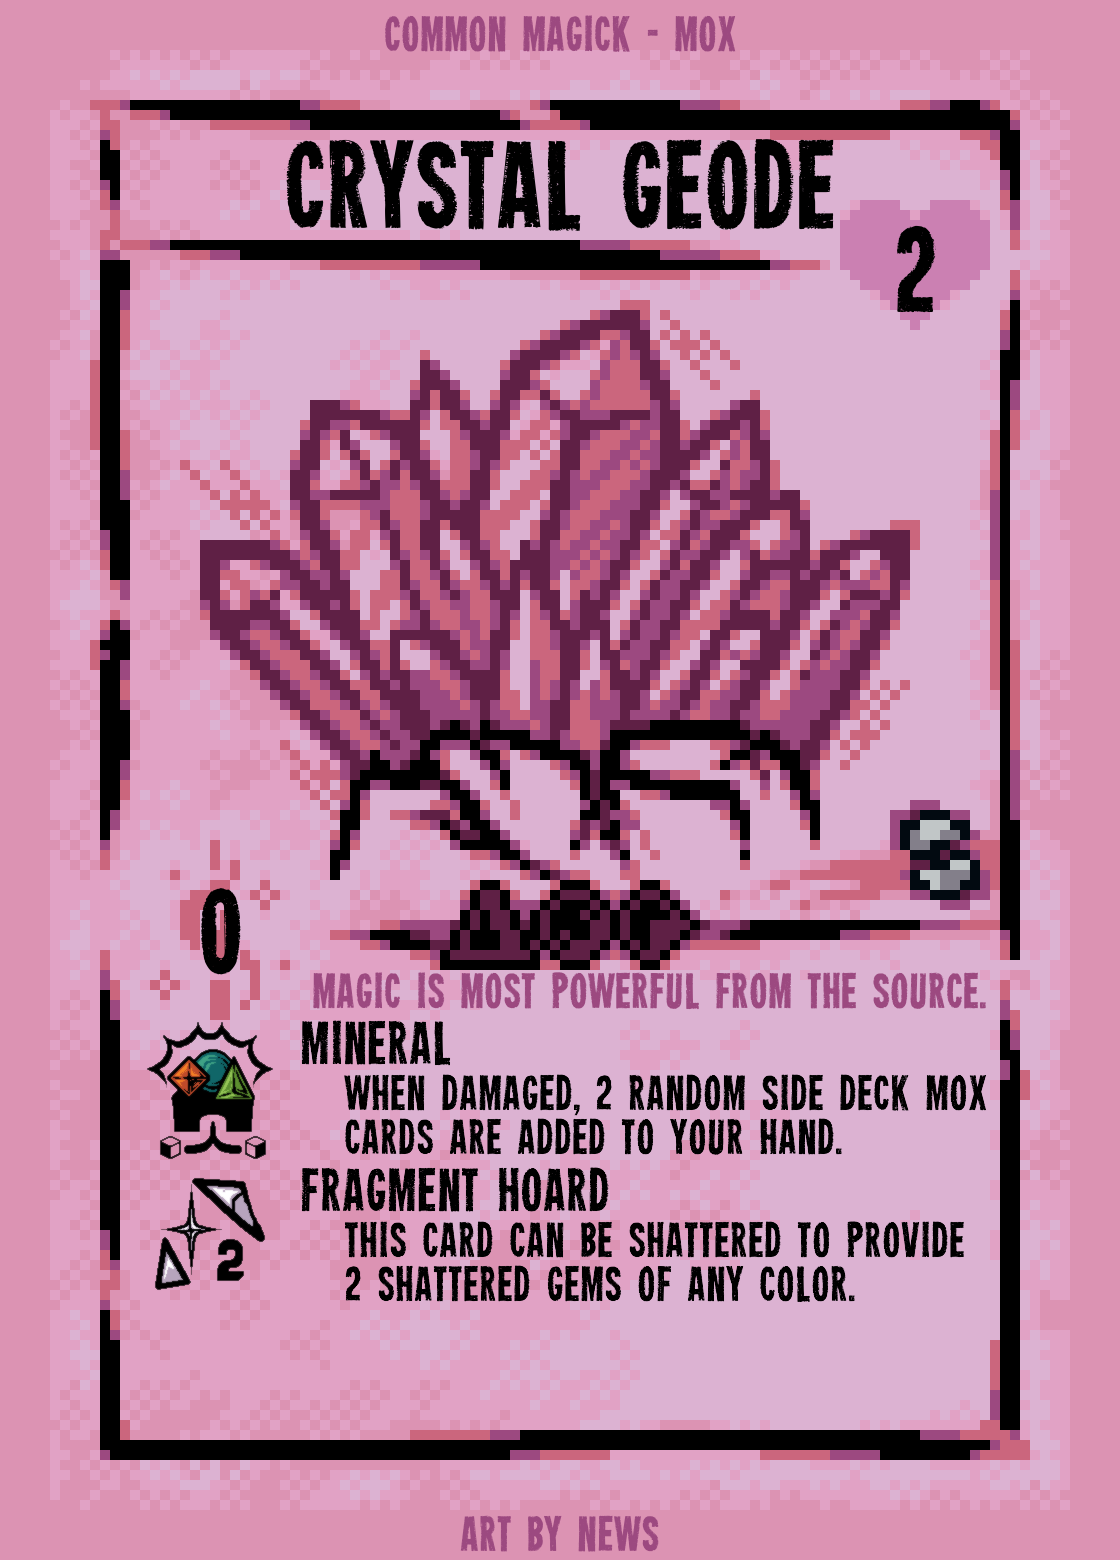 COMMON MAGICK - MOX
CRYSTAL GEODE
2
0
MAGIC IS MOST POWERFUL FROM THE SOURCE.
MINERAL
WHEN DAMAGED, 2 RANDOM SIDE DECK MOX
CARDS ARE ADDED TO YOUR HAND.
FRAGMENT HOARD
2
THIS CARD CAN BE SHATTERED TO PROVIDE
2 SHATTERED GEMS OF ANY COLOR.
ART BY NEWS